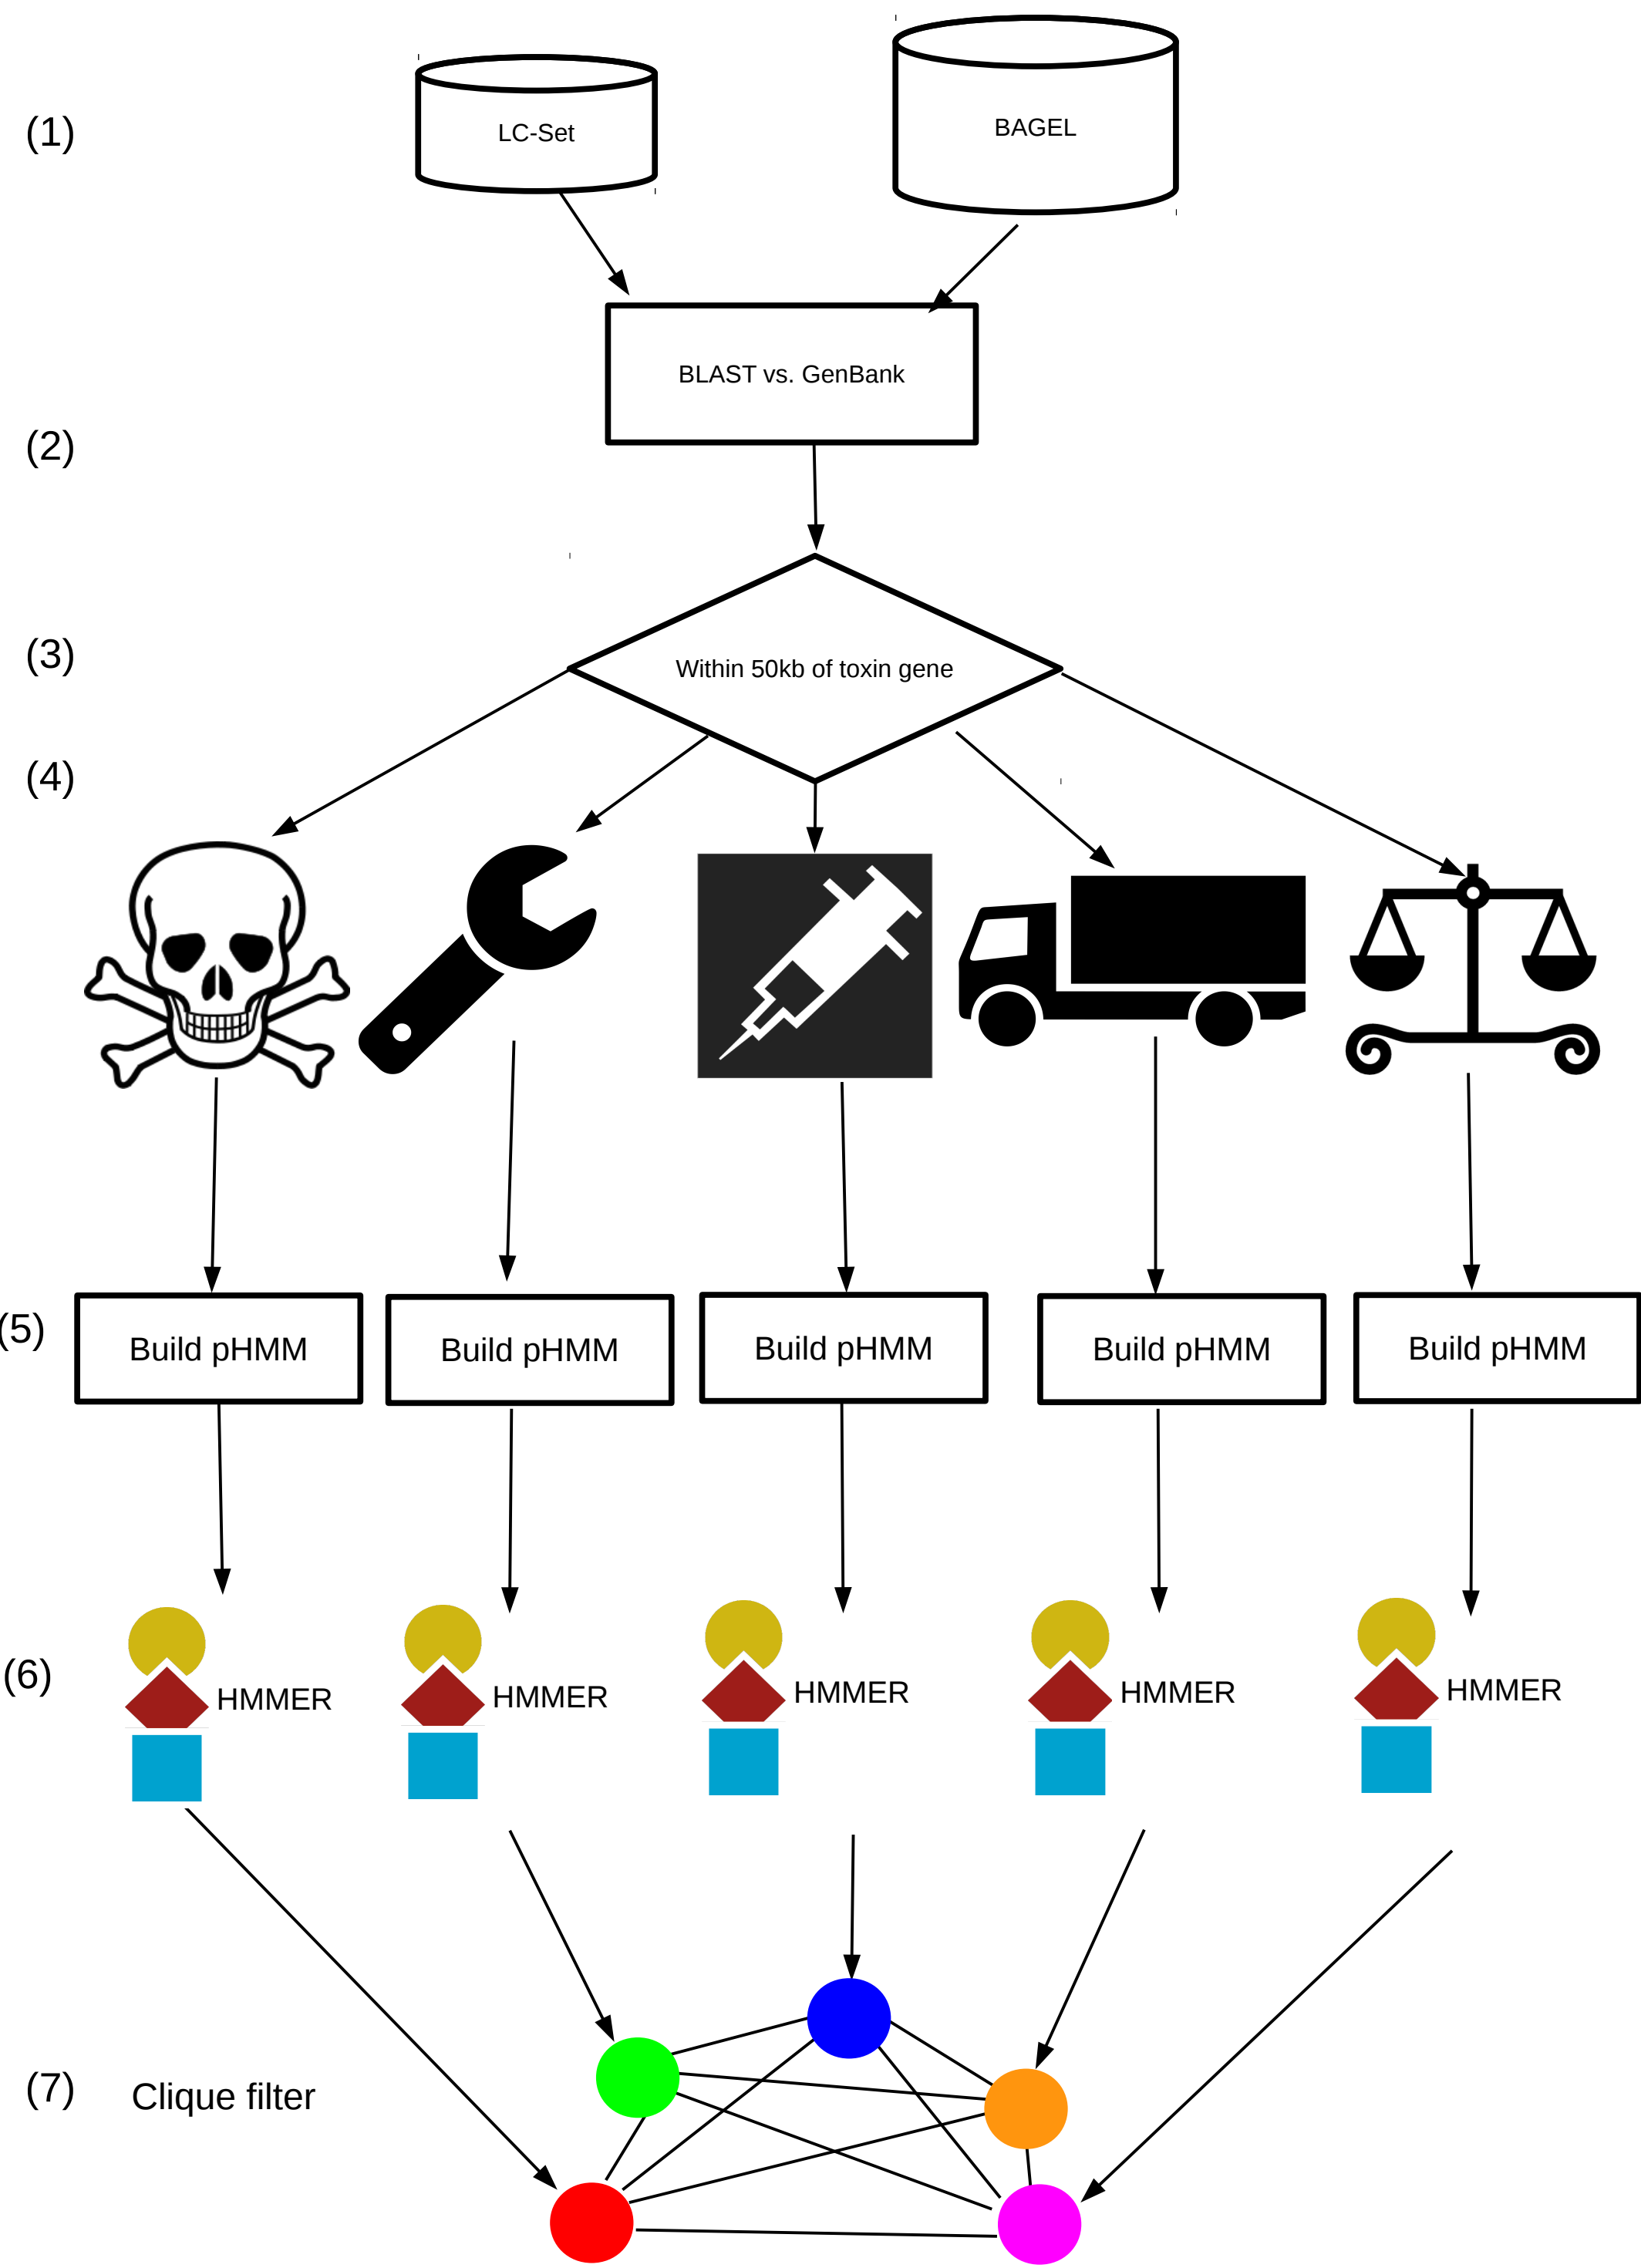 (1)
LC-Set
BAGEL
BLAST vs. GenBank
(2)
(3)
Within 50kb of toxin gene
(4)
(5)
Build pHMM
Build pHMM
Build pHMM
Build pHMM
Build pHMM
(6)
HMMER
HMMER
HMMER
HMMER
HMMER
(7)
Clique filter